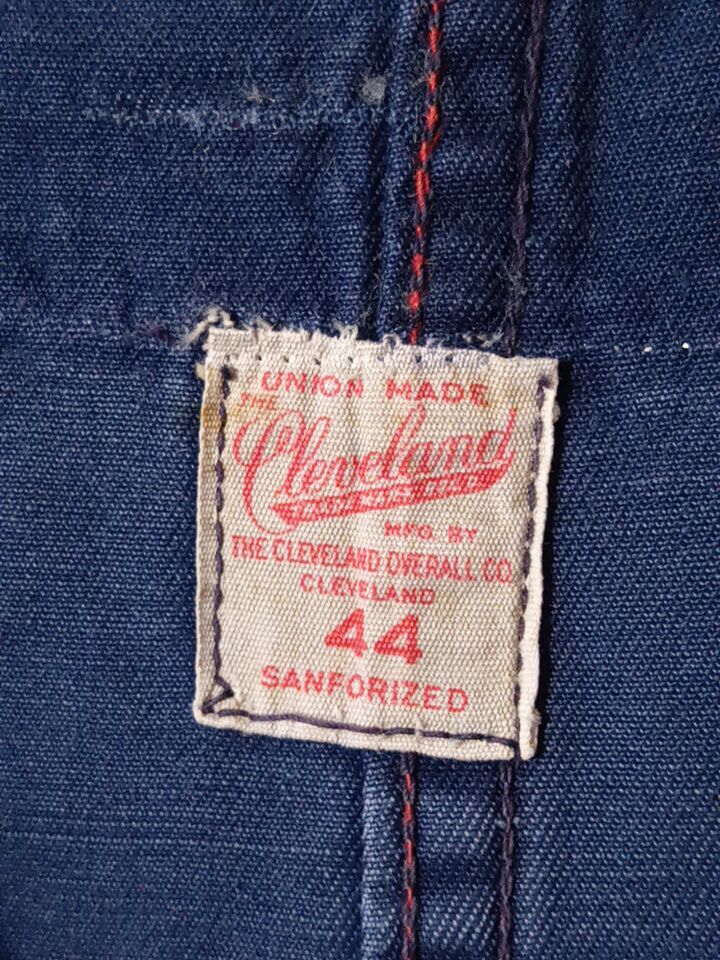 UNION MADE
THE
Cleveland
MFG. BY
THE CLEVELAND OVERALL CO.
CLEVELAND
44
SANFORIZED